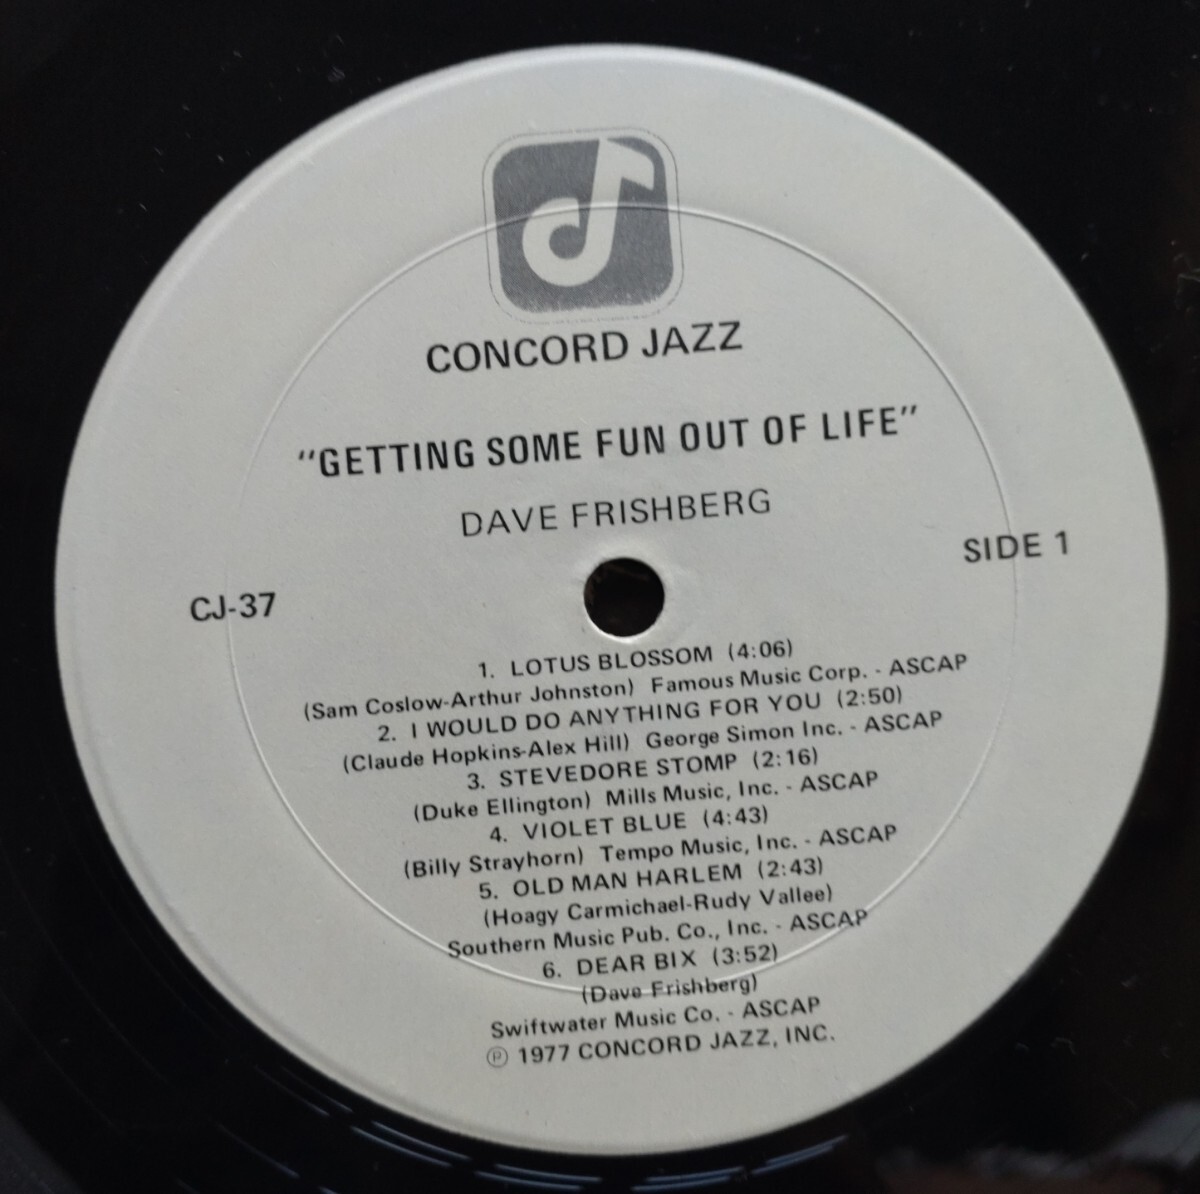 CONCORD JAZZ
"GETTING SOME FUN OUT OF LIFE"
DAVE FRISHBERG
SIDE 1
CJ-37
1. LOTUS BLOSSOM (4:06)
(Sam Coslow-Arthur Johnston) Famous Music Corp. - ASCAP
2. I WOULD DO ANYTHING FOR YOU (2:50)
(Claude Hopkins-Alex Hill) George Simon Inc. - ASCAP
3. STEVEDORE STOMP (2:16)
(Duke Ellington) Mills Music, Inc. - ASCAP
4. VIOLET BLUE (4:43)
(Billy Strayhorn) Tempo Music, Inc. - ASCAP
5. OLD MAN HARLEM (2:43)
(Hoagy Carmichael-Rudy Vallee)
Southern Music Pub. Co., Inc. - ASCAP
6. DEAR BIX (3:52)
(Dave Frishberg)
Swiftwater Music Co. - ASCAP
℗ 1977 CONCORD JAZZ, INC.